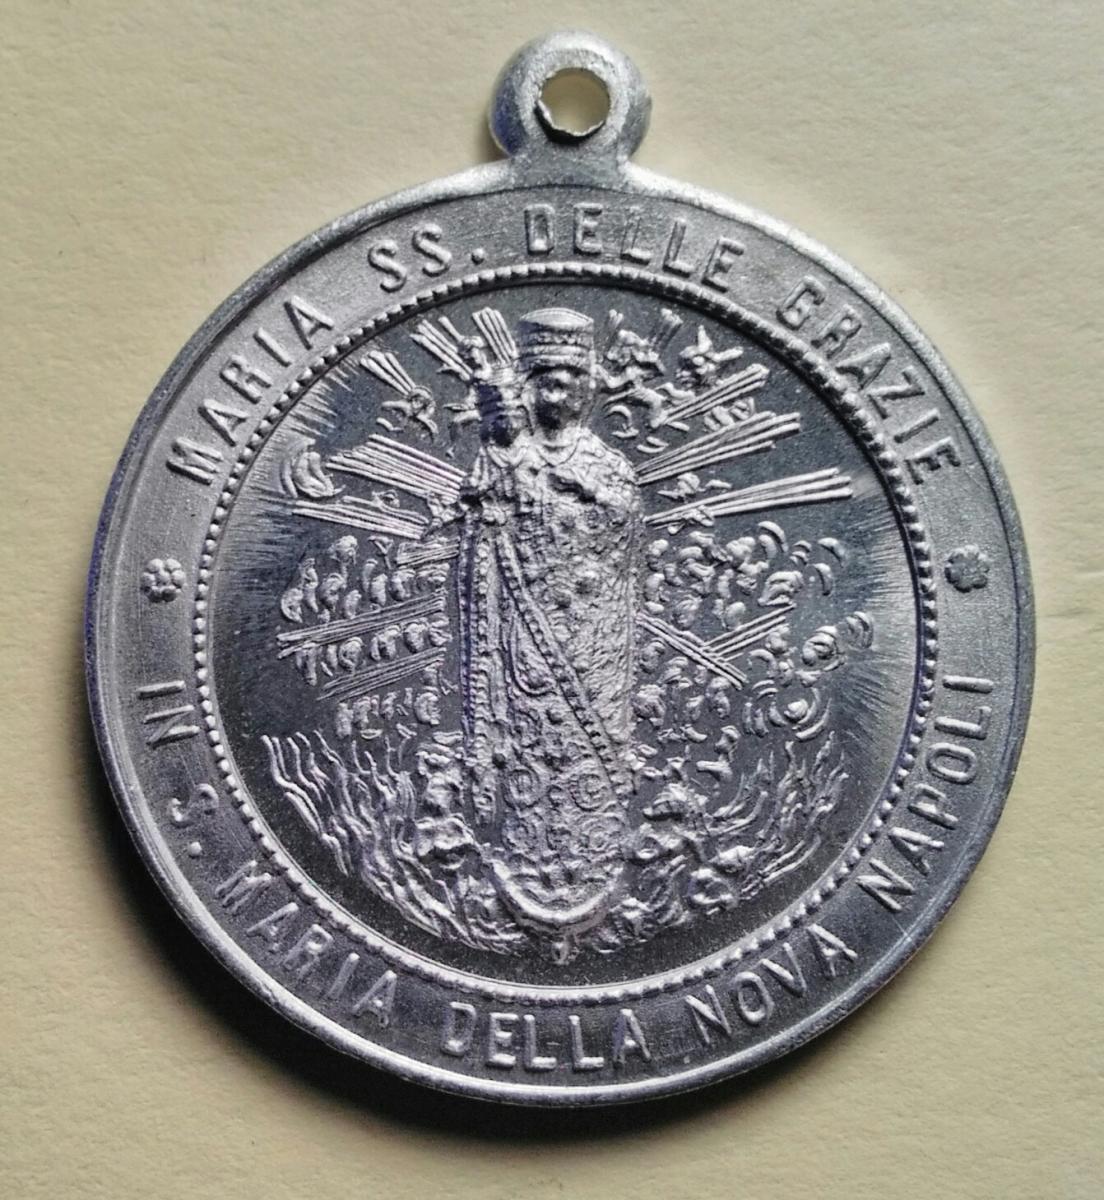 MARIA SS. DELLE GRAZIE
IN S. MARIA DELLA NOVA NAPOLI